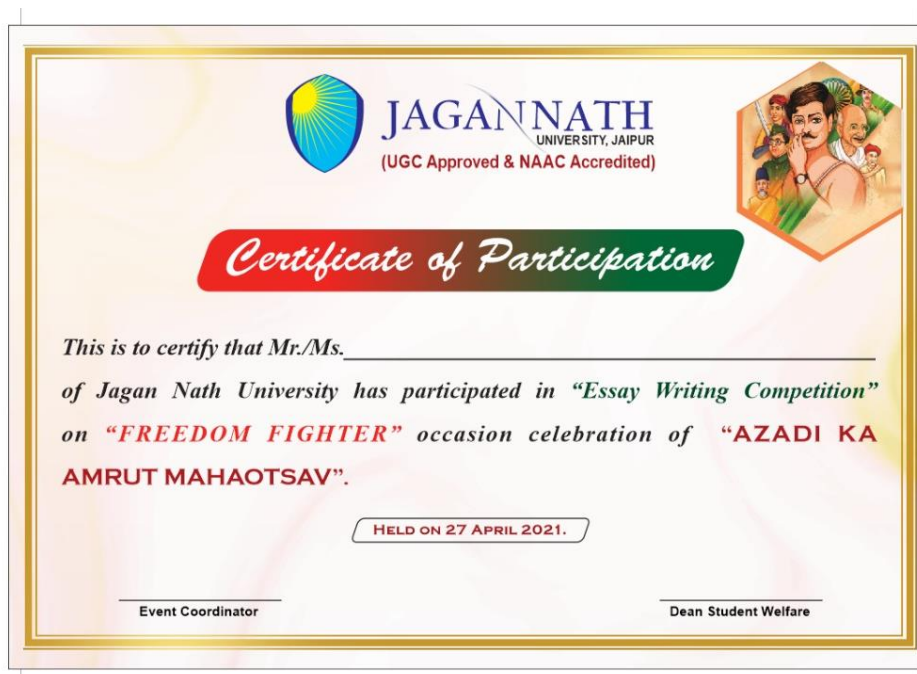 JAGANNATH
UNIVERSITY, JAIPUR
(UGC Approved & NAAC Accredited)
Certificate of Participation
This is to certify that Mr./Ms.
of Jagan Nath University has participated in “Essay Writing Competition”
on “FREEDOM FIGHTER” occasion celebration of “AZADI KA
AMRUT MAHAOTSAV”.
HELD ON 27 APRIL 2021.
Event Coordinator
Dean Student Welfare